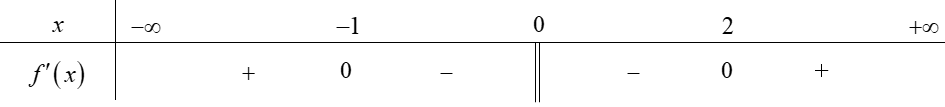 x −∞ −1 0 2 +∞
f′(x) + 0 − − 0 +